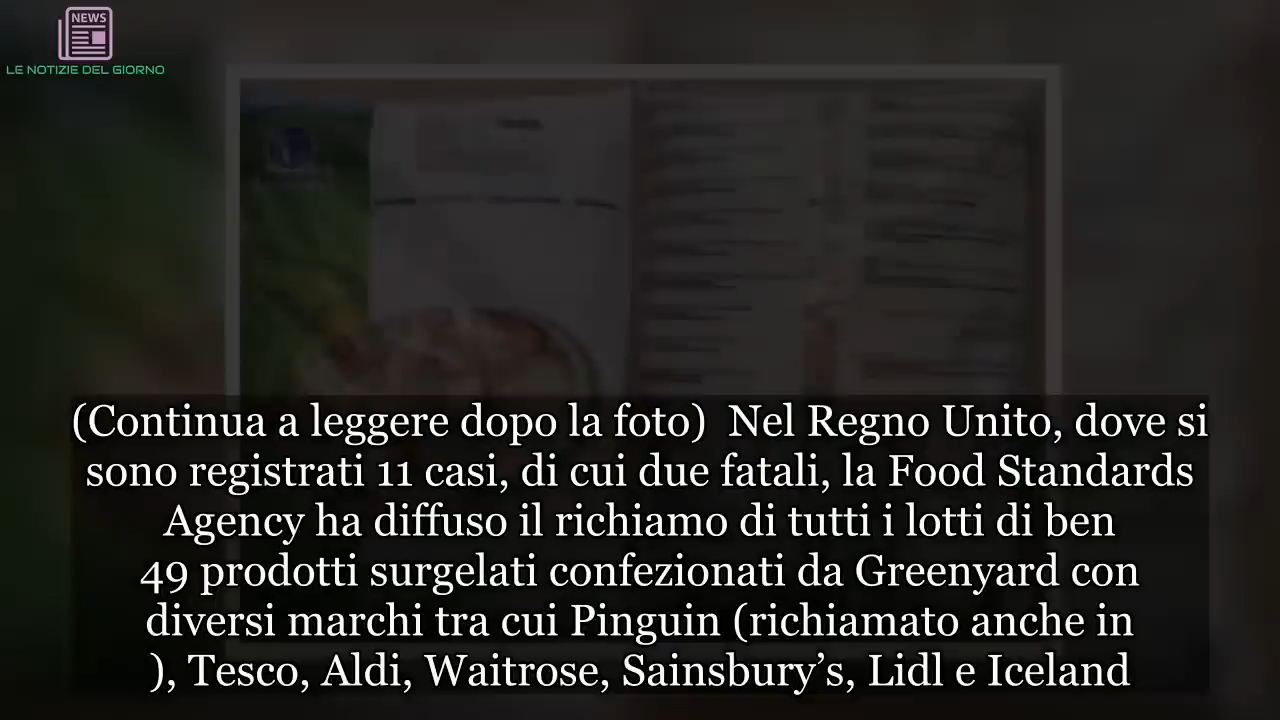 NEWS
LE NOTIZIE DEL GIORNO
(Continua a leggere dopo la foto)  Nel Regno Unito, dove si
sono registrati 11 casi, di cui due fatali, la Food Standards
Agency ha diffuso il richiamo di tutti i lotti di ben
49 prodotti surgelati confezionati da Greenyard con
diversi marchi tra cui Pinguin (richiamato anche in
), Tesco, Aldi, Waitrose, Sainsbury’s, Lidl e Iceland